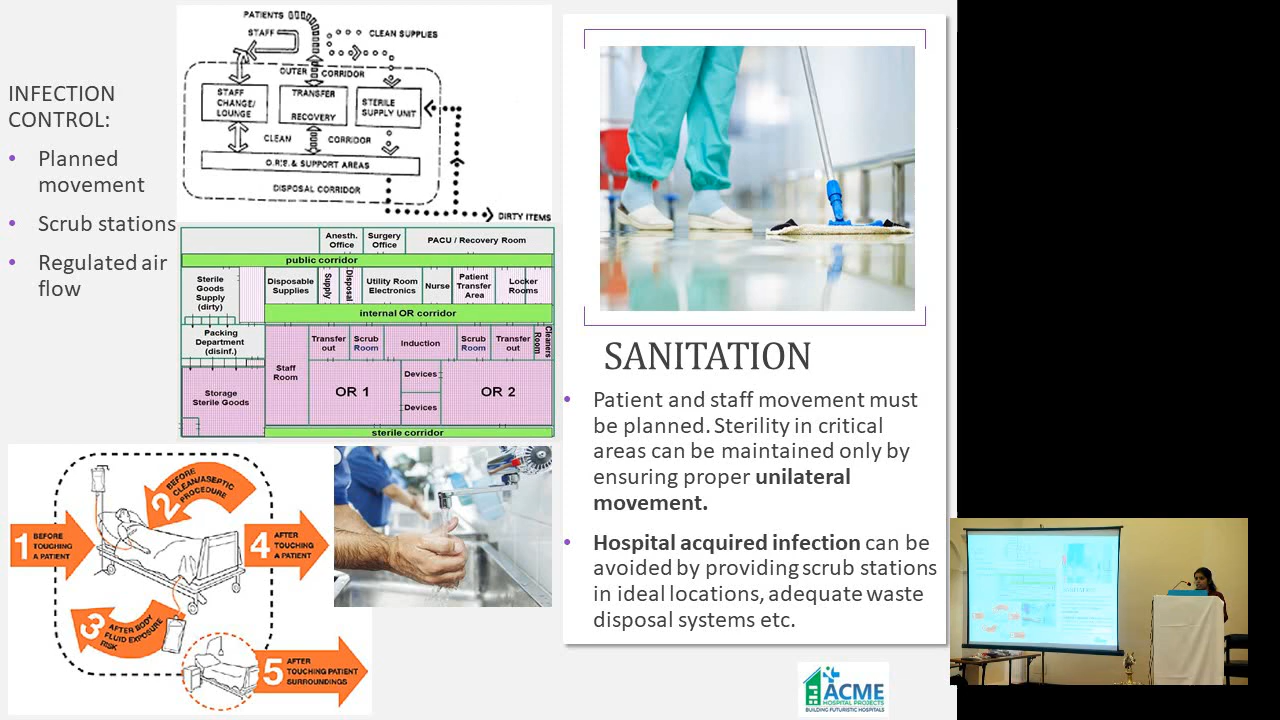 INFECTION
CONTROL:
• Planned
movement
• Scrub stations
• Regulated air
flow
PATIENTS
STAFF
CLEAN SUPPLIES
OUTER CORRIDOR
STAFF
CHANGE/
LOUNGE
TRANSFER
RECOVERY
STERILE
SUPPLY UNIT
CLEAN CORRIDOR
& SUPPORT AREAS
DISPOSAL CORRIDOR
DIRTY ITEMS
Anesth.
Office
Surgery
Office
PACU / Recovery Room
public corridor
Sterile
Goods
Supply
(dirty)
Disposable
Supplies
Supply
Disposal
Utility Room
Electronics
Nurse
Patient
Transfer
Area
Locker
Rooms
internal OR corridor
Packing
Department
(disinf.)
Transfer
out
Scrub
Room
Induction
Scrub
Room
Transfer
out
Cleaners
Room
Staff
Room
Devices
OR 1
OR 2
Storage
Sterile Goods
Devices
sterile corridor
1 BEFORE
TOUCHING
A PATIENT
2 BEFORE
CLEAN/ASEPTIC
PROCEDURE
3 AFTER BODY
FLUID EXPOSURE
RISK
4 AFTER
TOUCHING
A PATIENT
5 AFTER
TOUCHING PATIENT
SURROUNDINGS
SANITATION
• Patient and staff movement must
be planned. Sterility in critical
areas can be maintained only by
ensuring proper unilateral
movement.
• Hospital acquired infection can be
avoided by providing scrub stations
in ideal locations, adequate waste
disposal systems etc.
ACME
HOSPITAL PROJECTS
BUILDING FUTURISTIC HOSPITALS